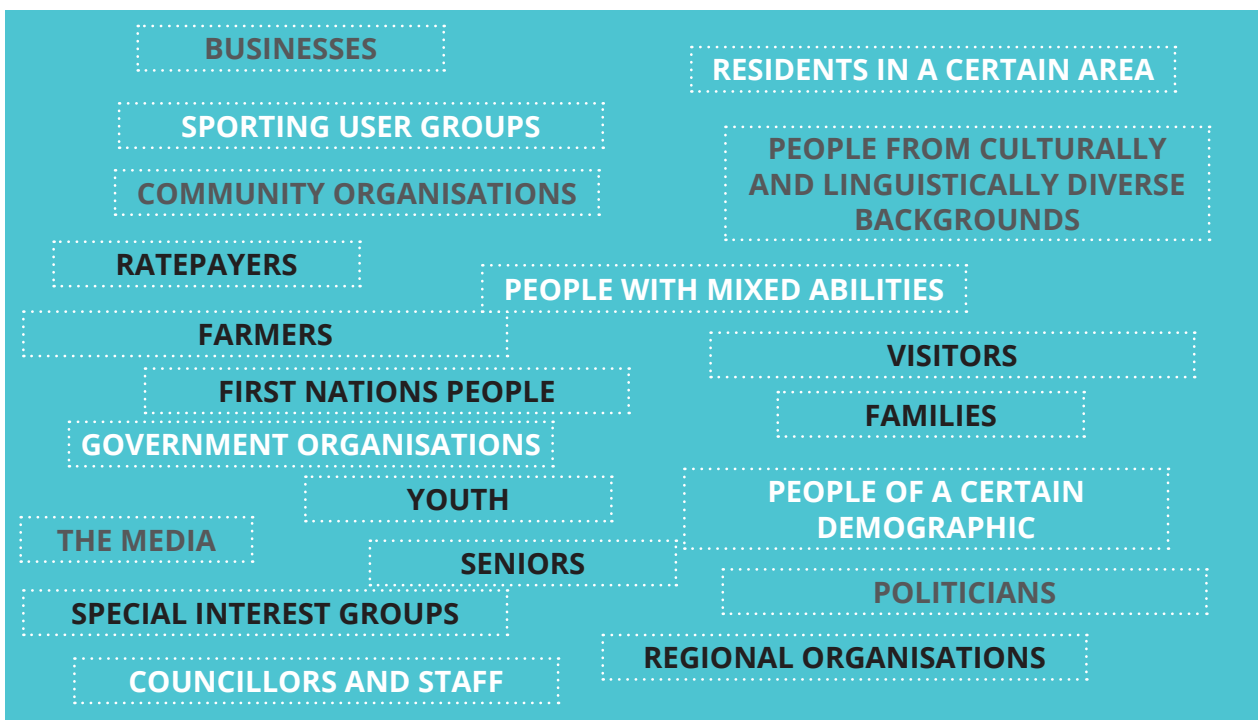 BUSINESSES
RESIDENTS IN A CERTAIN AREA
SPORTING USER GROUPS
PEOPLE FROM CULTURALLY
AND LINGUISTICALLY DIVERSE
BACKGROUNDS
COMMUNITY ORGANISATIONS
RATEPAYERS
PEOPLE WITH MIXED ABILITIES
FARMERS
VISITORS
FIRST NATIONS PEOPLE
FAMILIES
GOVERNMENT ORGANISATIONS
YOUTH
PEOPLE OF A CERTAIN
DEMOGRAPHIC
THE MEDIA
SENIORS
POLITICIANS
SPECIAL INTEREST GROUPS
REGIONAL ORGANISATIONS
COUNCILLORS AND STAFF